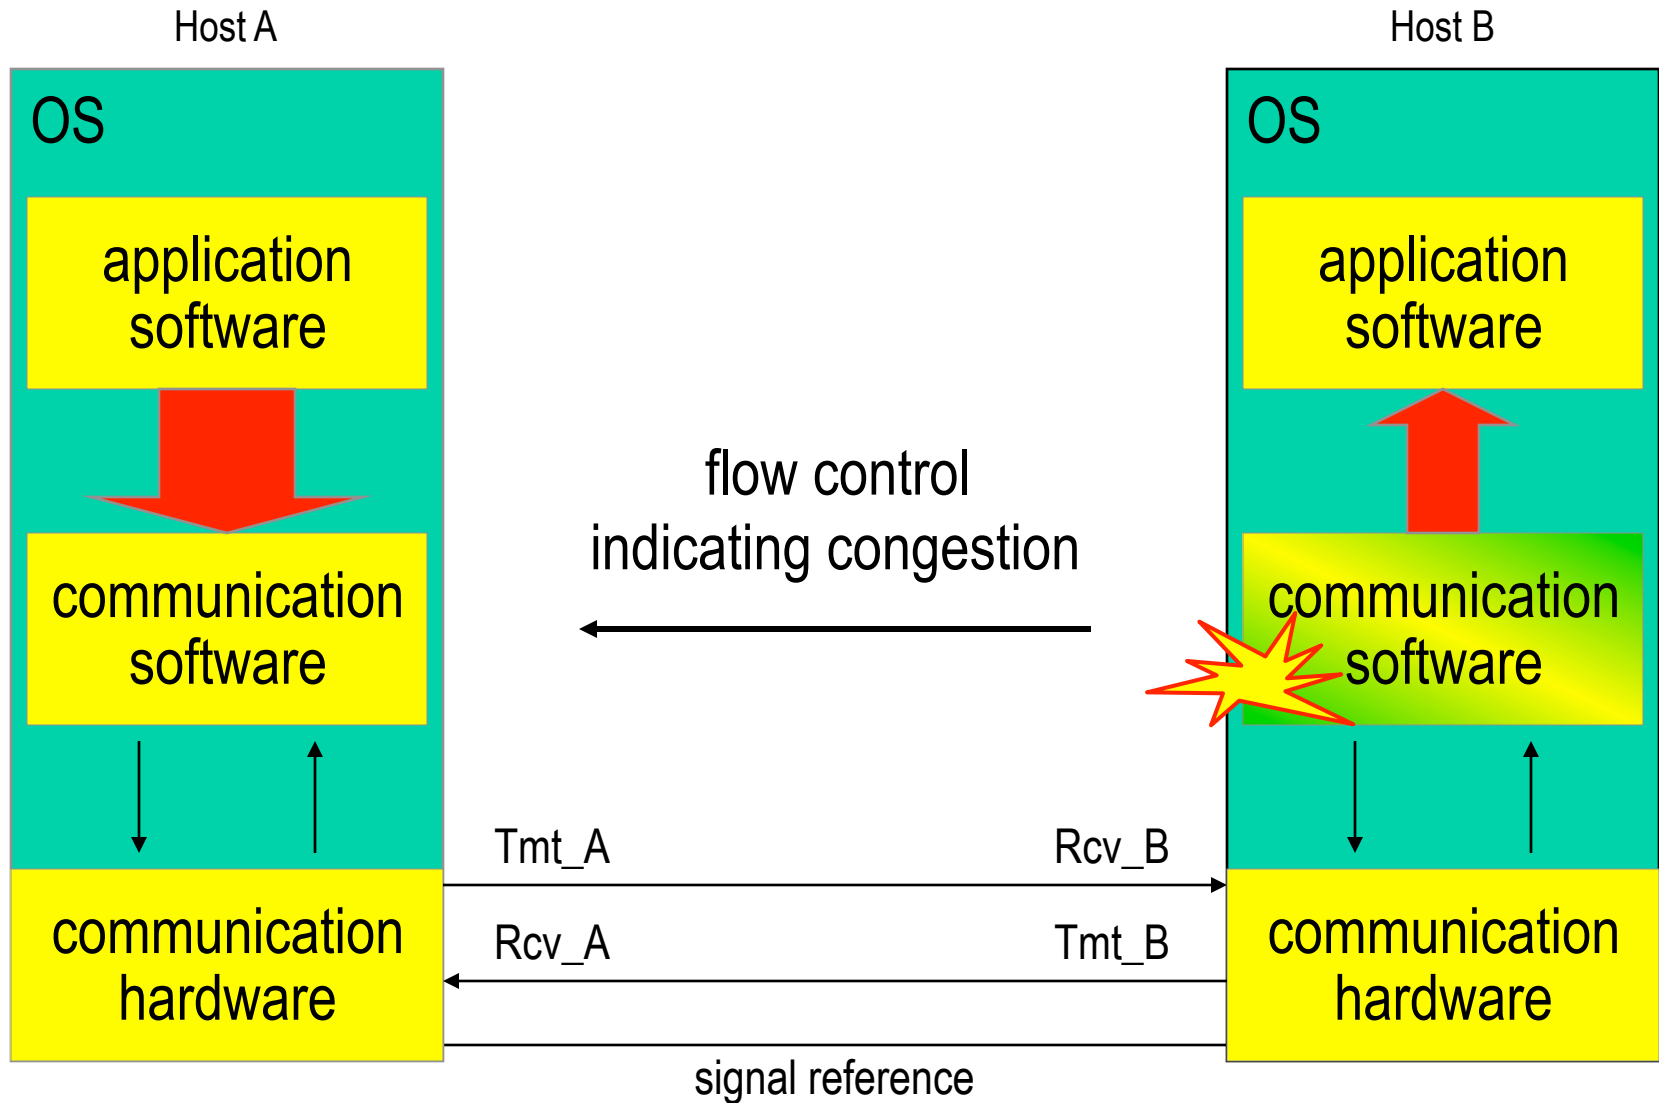 Host A
Host B
OS
OS
application
software
application
software
flow control
indicating congestion
communication
software
communication
software
Tmt_A
Rcv_B
communication
hardware
Rcv_A
Tmt_B
communication
hardware
signal reference